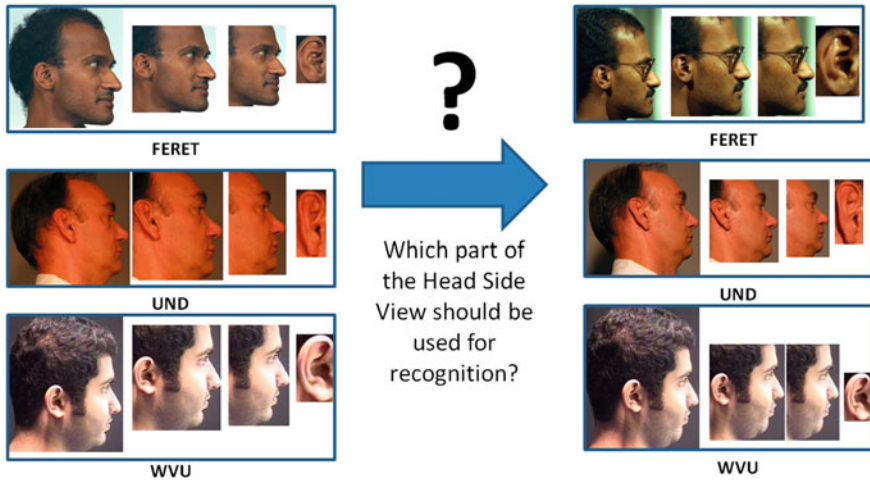 FERET
UND
WVU
?
Which part of
the Head Side
View should be
used for
recognition?
FERET
UND
WVU